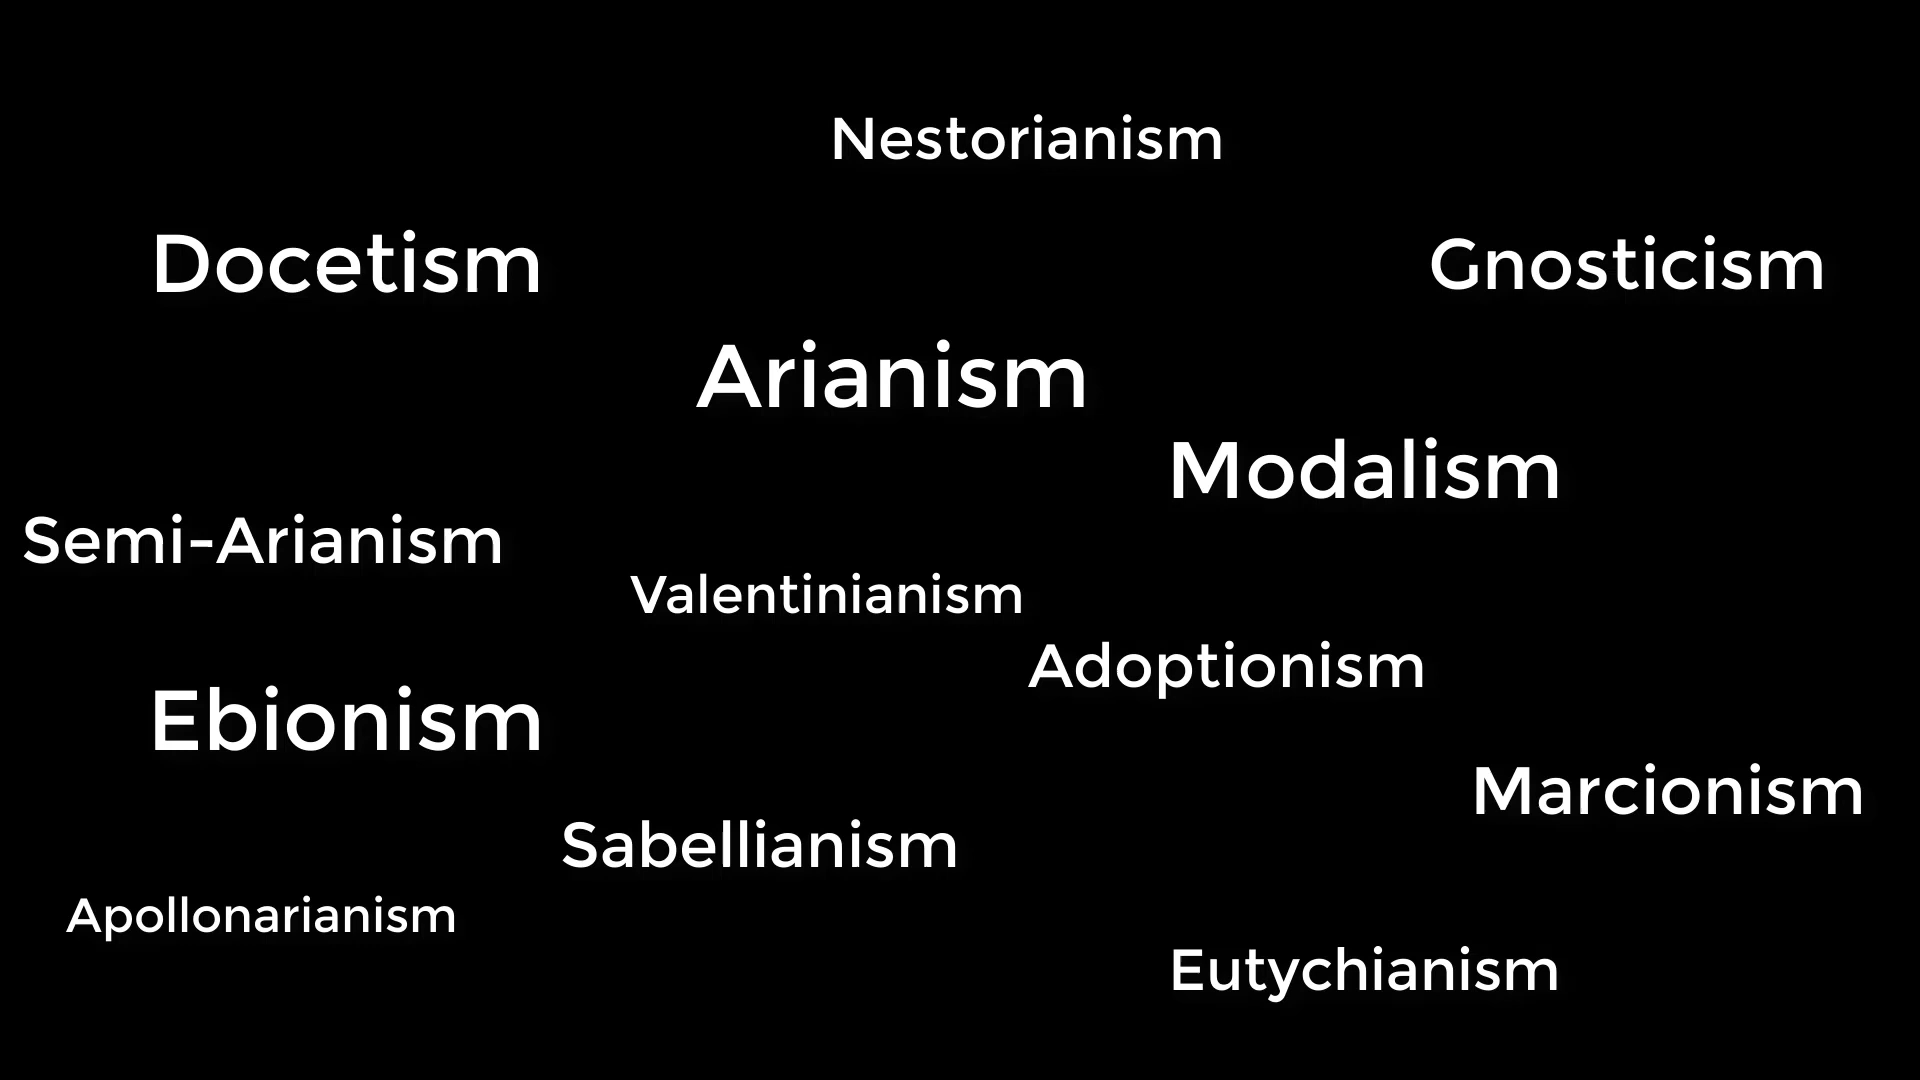 Nestorianism
Docetism
Gnosticism
Arianism
Modalism
Semi-Arianism
Valentinianism
Adoptionism
Ebionism
Marcionism
Sabellianism
Apollonarianism
Eutychianism